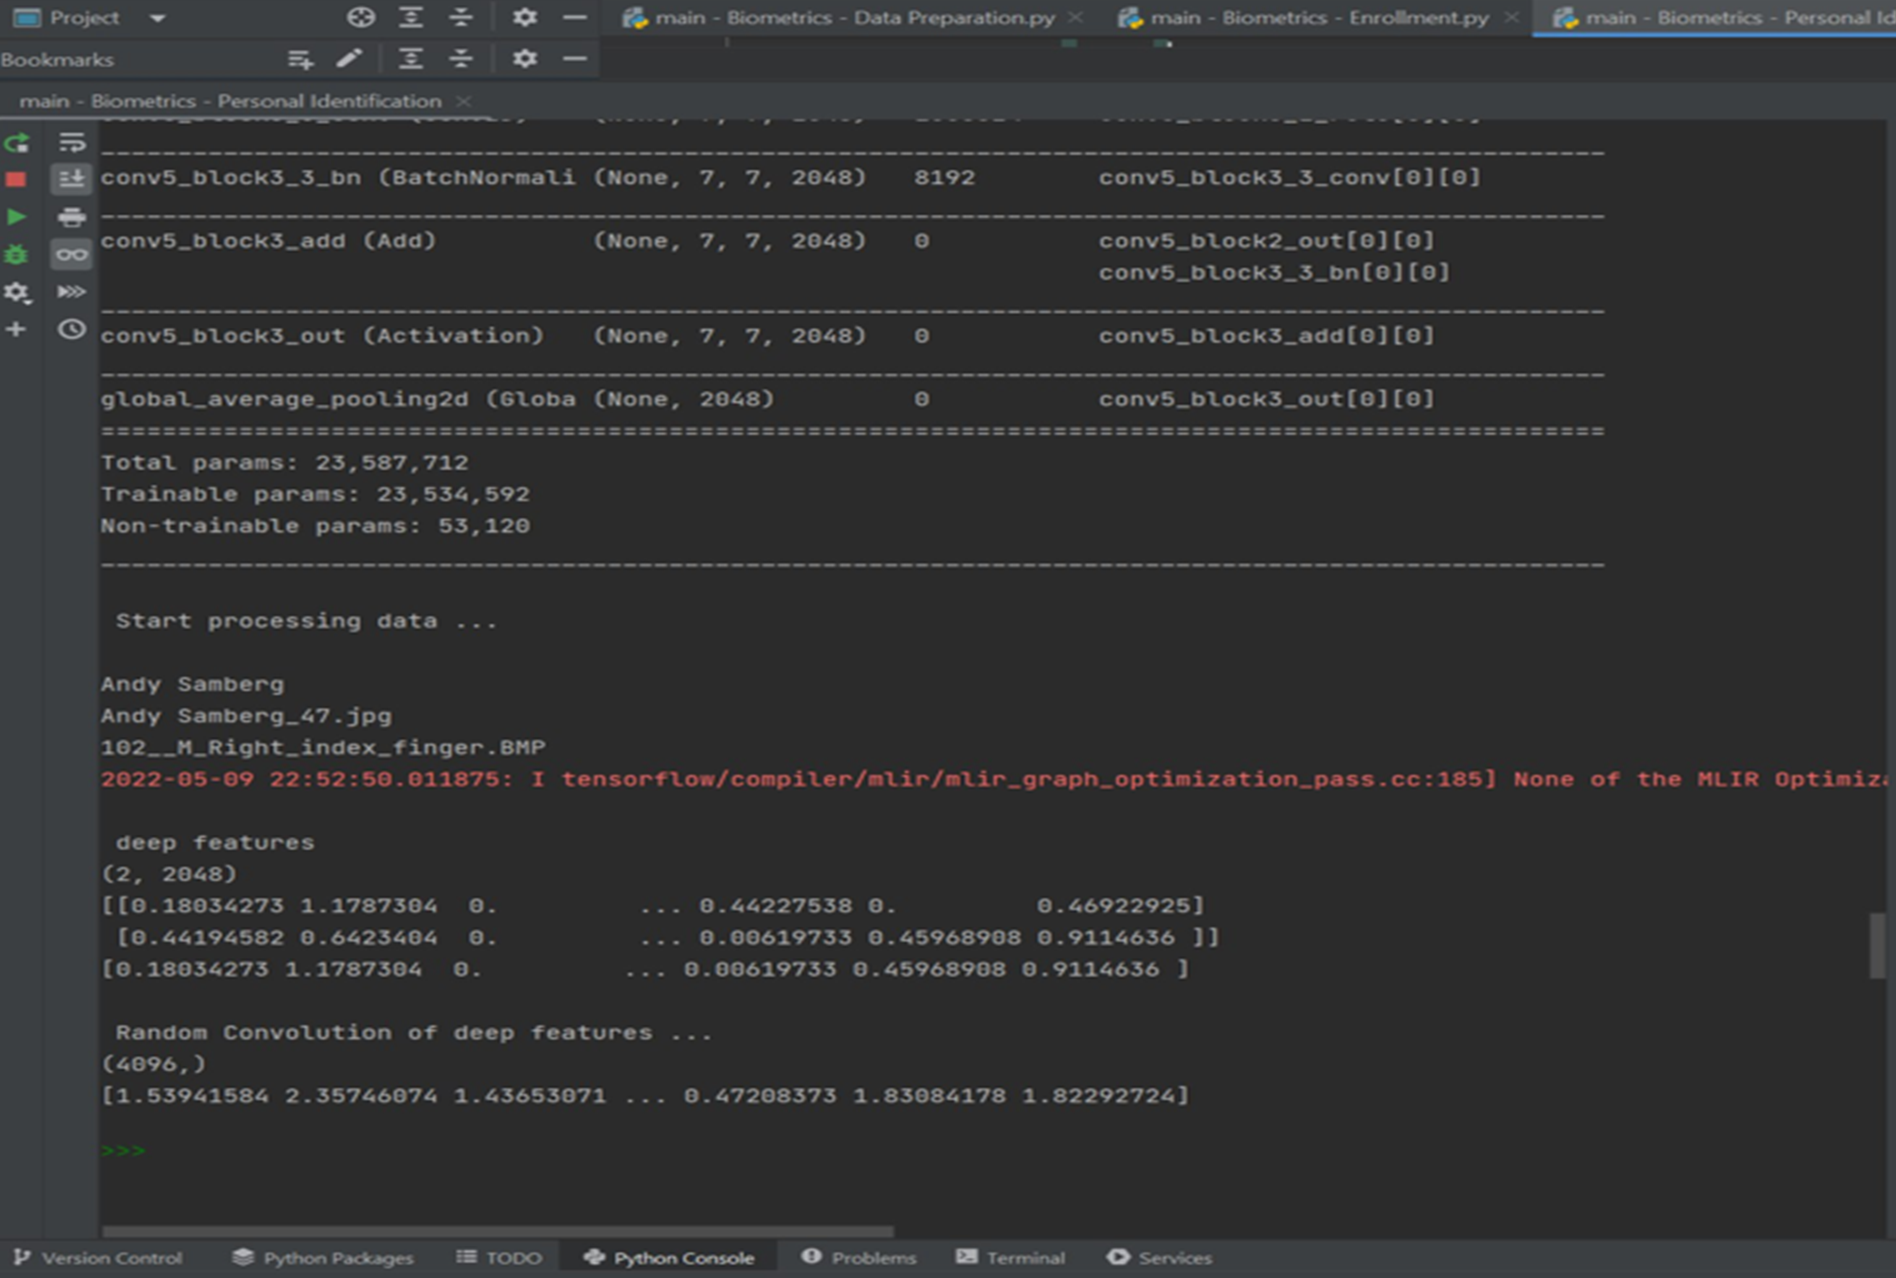 Project
main - Biometrics - Data Preparation.py
main - Biometrics - Enrollment.py
main - Biometrics - Personal Id
Bookmarks
main - Biometrics - Personal Identification
conv5_block3_3_bn (BatchNormali (None, 7, 7, 2048) 8192 conv5_block3_3_conv[0][0]
conv5_block3_add (Add) (None, 7, 7, 2048) 0 conv5_block2_out[0][0]
conv5_block3_3_bn[0][0]
conv5_block3_out (Activation) (None, 7, 7, 2048) 0 conv5_block3_add[0][0]
global_average_pooling2d (Globa (None, 2048) 0 conv5_block3_out[0][0]
Total params: 23,587,712
Trainable params: 23,534,592
Non-trainable params: 53,120
Start processing data ...
Andy Samberg
Andy Samberg_47.jpg
102__M_Right_index_finger.BMP
2022-05-09 22:52:50.011875: I tensorflow/compiler/mlir/mlir_graph_optimization_pass.cc:185] None of the MLIR Optimiz
deep features
(2, 2048)
[[0.18034273 1.1787304 0. ... 0.44227538 0. 0.46922925]
[0.44194582 0.6423404 0. ... 0.00619733 0.45968908 0.9114636 ]]
[0.18034273 1.1787304 0. ... 0.00619733 0.45968908 0.9114636 ]
Random Convolution of deep features ...
(4096,)
[1.53941584 2.35746074 1.43653071 ... 0.47208373 1.83084178 1.82292724]
>>>
Version Control
Python Packages
TODO
Python Console
Problems
Terminal
Services